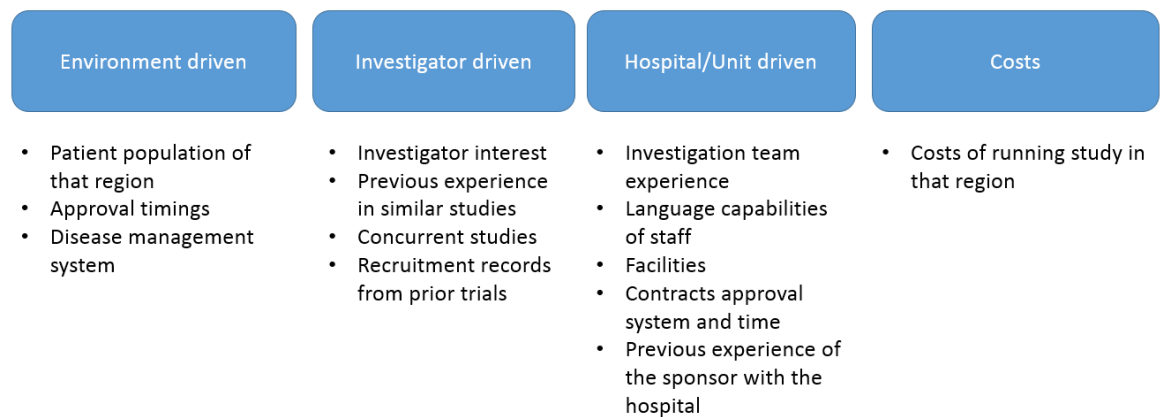 Environment driven
• Patient population of
that region
• Approval timings
• Disease management
system
Investigator driven
• Investigator interest
• Previous experience
in similar studies
• Concurrent studies
• Recruitment records
from prior trials
Hospital/Unit driven
• Investigation team
experience
• Language capabilities
of staff
• Facilities
• Contracts approval
system and time
• Previous experience of
the sponsor with the
hospital
Costs
• Costs of running study in
that region